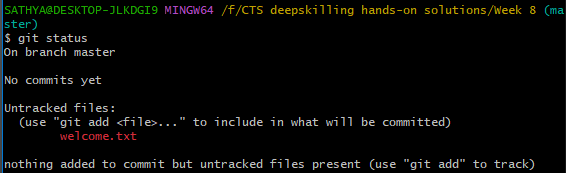 SATHYA@DESKTOP-JLKDGI9 MINGW64 /f/CTS deepskilling hands-on solutions/Week 8 (ma
ster)
$ git status
On branch master
No commits yet
Untracked files:
  (use "git add <file>..." to include in what will be committed)
        welcome.txt
nothing added to commit but untracked files present (use "git add" to track)